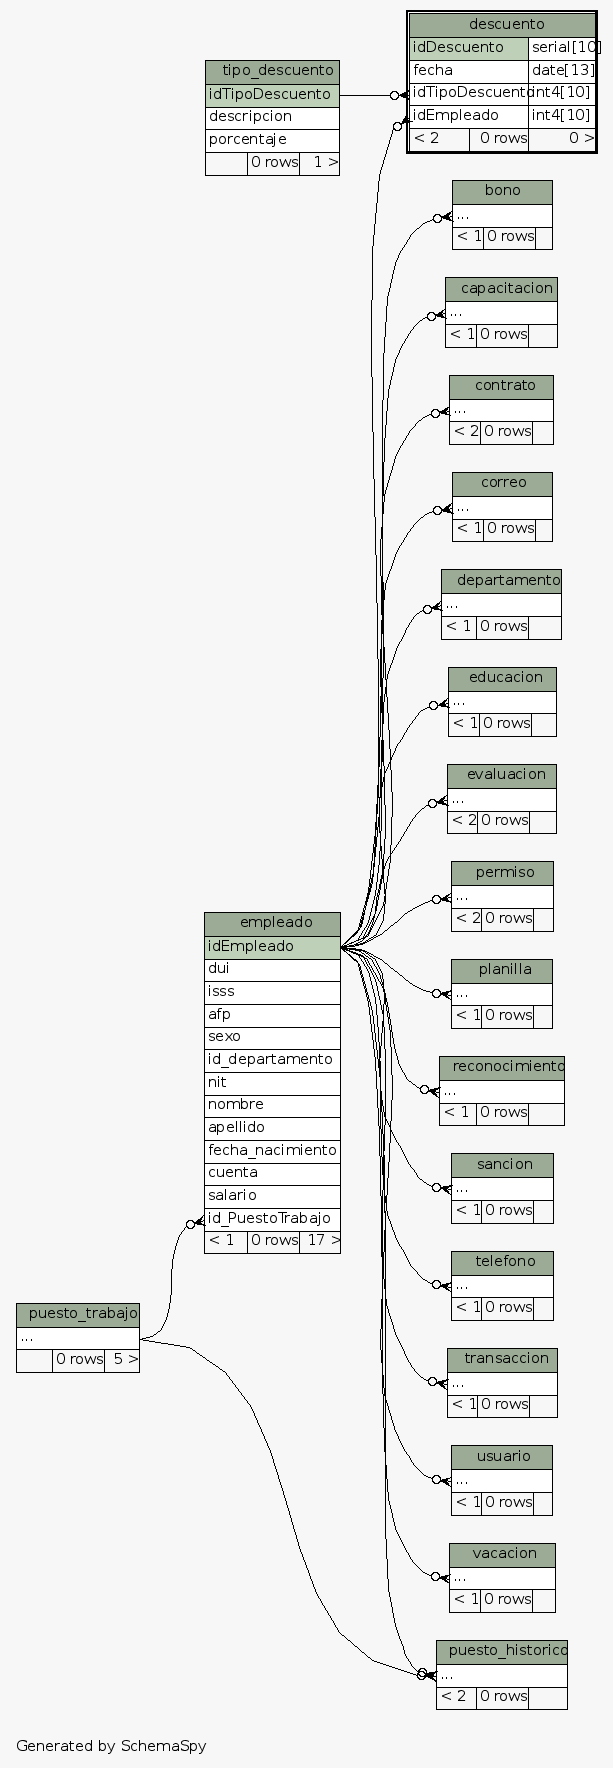 descuento
idDescuento serial[10]
fecha date[13]
idTipoDescuento int4[10]
idEmpleado int4[10]
< 2 0 rows 0 >
tipo_descuento
idTipoDescuento
descripcion
porcentaje
0 rows 1 >
bono
...
< 1 0 rows
capacitacion
...
< 1 0 rows
contrato
...
< 2 0 rows
correo
...
< 1 0 rows
departamento
...
< 1 0 rows
educacion
...
< 1 0 rows
evaluacion
...
< 2 0 rows
permiso
...
< 2 0 rows
empleado
idEmpleado
dui
isss
afp
sexo
id_departamento
nit
nombre
apellido
fecha_nacimiento
cuenta
salario
id_PuestoTrabajo
< 1 0 rows 17 >
planilla
...
< 1 0 rows
reconocimiento
...
< 1 0 rows
sancion
...
< 1 0 rows
telefono
...
< 1 0 rows
puesto_trabajo
...
0 rows 5 >
transaccion
...
< 1 0 rows
usuario
...
< 1 0 rows
vacacion
...
< 1 0 rows
puesto_historico
...
< 2 0 rows
Generated by SchemaSpy